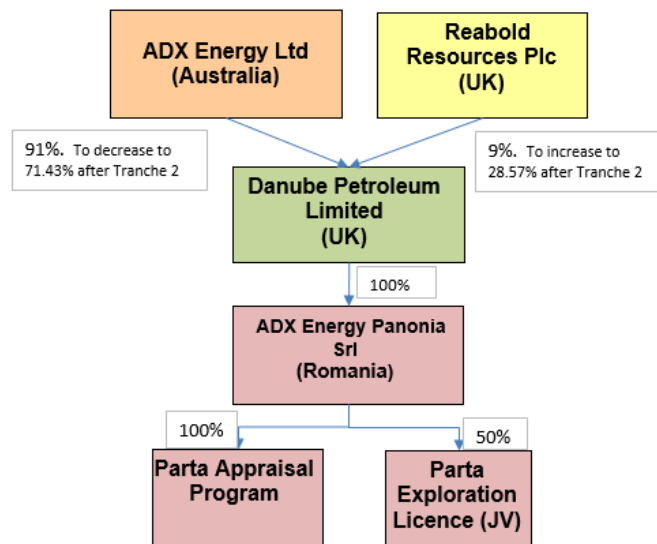 ADX Energy Ltd
(Australia)
Reabold
Resources Plc
(UK)
91%. To decrease to
71.43% after Tranche 2
9%. To increase to
28.57% after Tranche 2
Danube Petroleum
Limited
(UK)
100%
ADX Energy Panonia
Srl
(Romania)
100%
50%
Parta Appraisal
Program
Parta
Exploration
Licence (JV)